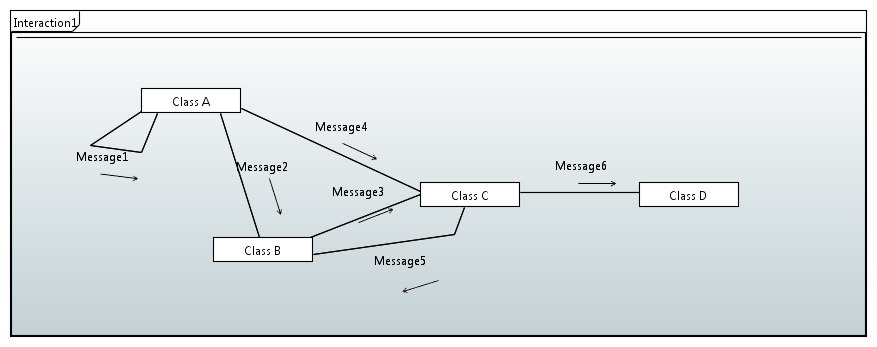 Interaction1
Class A
Message4
Message1
Message2
Message6
Message3
Class C
Class D
Class B
Message5